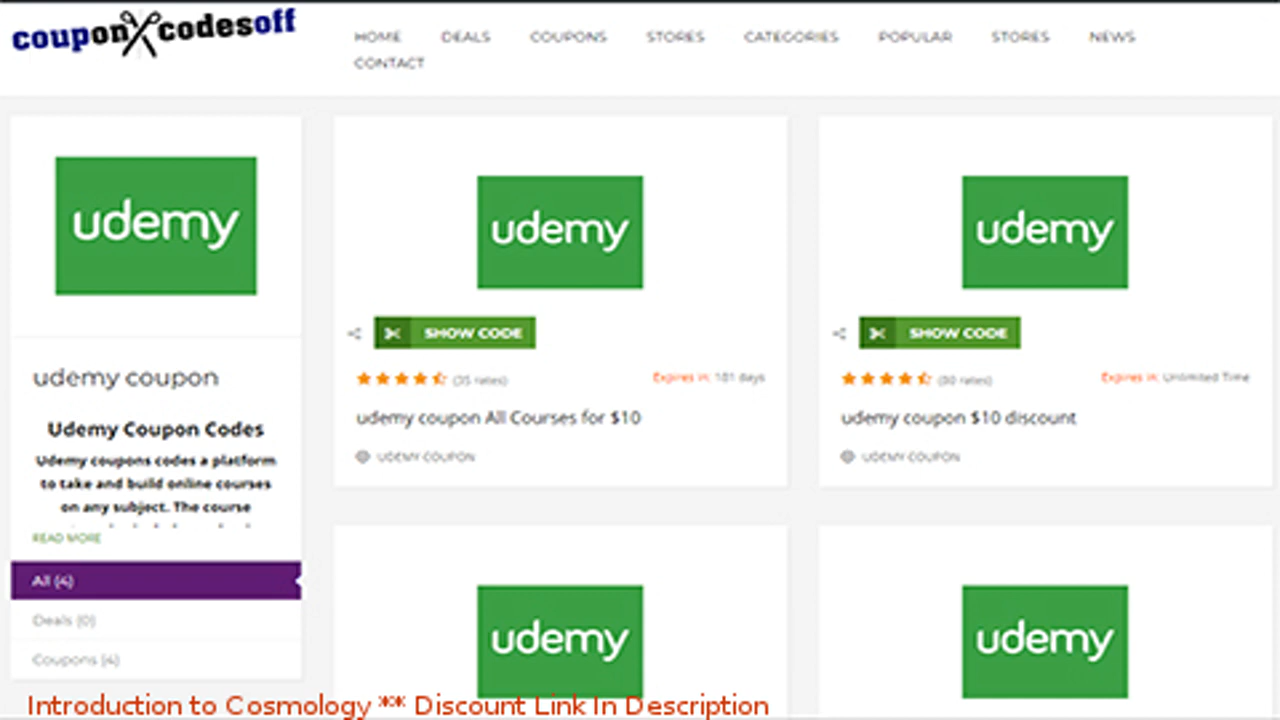 couponXcodesoff
HOME DEALS COUPONS STORES CATEGORIES POPULAR STORES NEWS
CONTACT
udemy
udemy coupon
Udemy Coupon Codes
Udemy coupons codes a platform
to take and build online courses
on any subject. The course
READ MORE
All (4)
Deals (0)
Coupons (4)
udemy
SHOW CODE
(35 rates) Expires in: 181 days
udemy coupon All Courses for $10
UDEMY COUPON
udemy
SHOW CODE
(80 rates) Expires in: Unlimited Time
udemy coupon $10 discount
UDEMY COUPON
udemy
udemy
Introduction to Cosmology ** Discount Link In Description